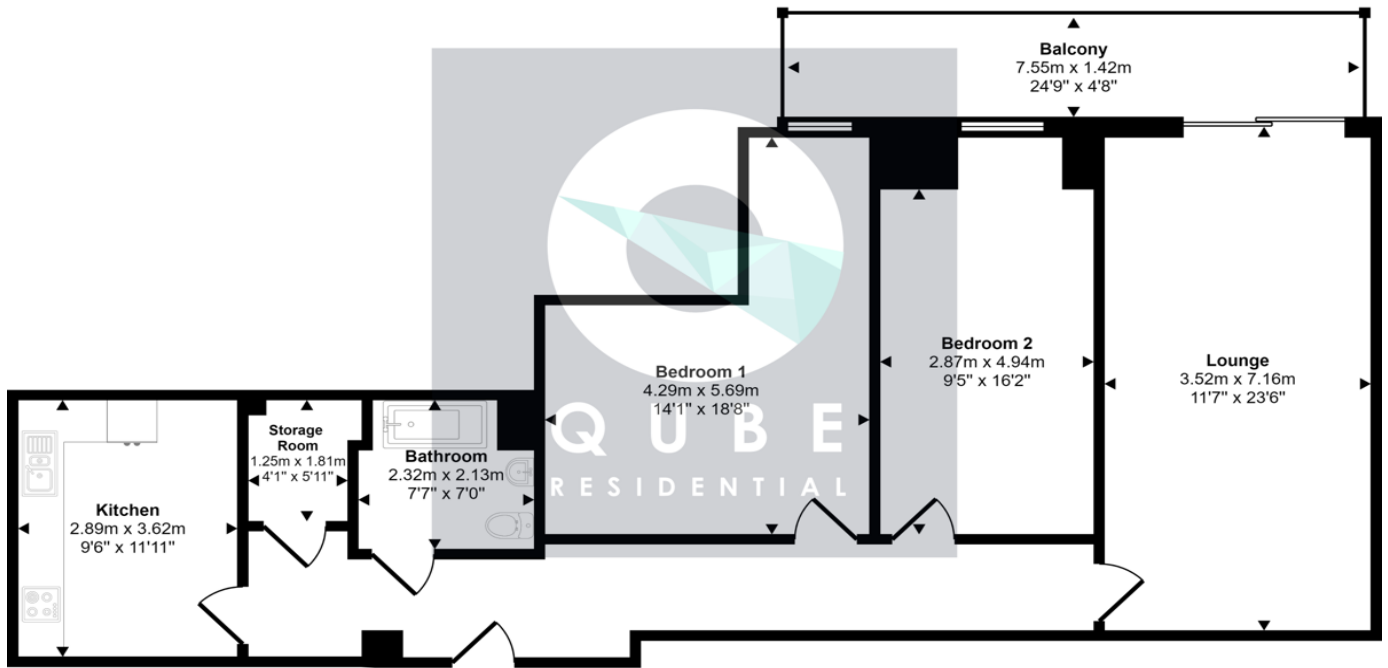 Balcony
7.55m x 1.42m
24'9" x 4'8"
Bedroom 2
2.87m x 4.94m
9'5" x 16'2"
Lounge
3.52m x 7.16m
11'7" x 23'6"
Bedroom 1
4.29m x 5.69m
14'1" x 18'8"
QUBE
RESIDENTIAL
Storage
Room
1.25m x 1.81m
4'1" x 5'11"
Bathroom
2.32m x 2.13m
7'7" x 7'0"
Kitchen
2.89m x 3.62m
9'6" x 11'11"